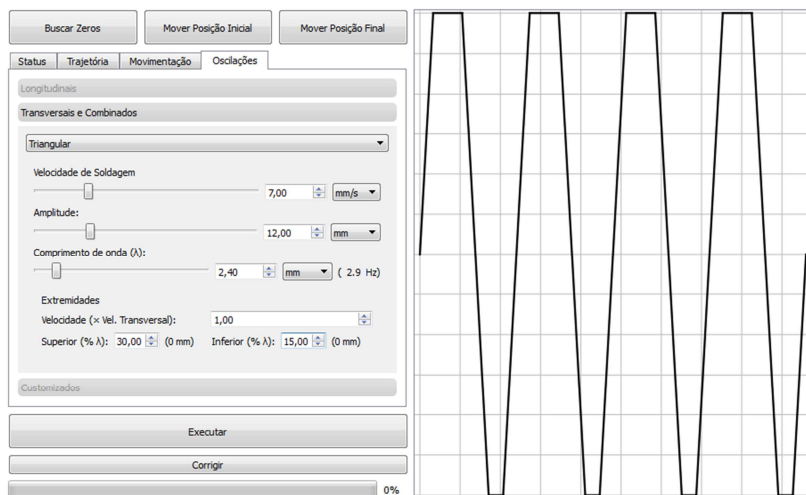 Buscar Zeros Mover Posição Inicial Mover Posição Final
Status Trajetória Movimentação Oscilações
Longitudinais
Transversais e Combinados
Triangular
Velocidade de Soldagem
7,00 mm/s
Amplitude:
12,00 mm
Comprimento de onda (λ):
2,40 mm ( 2.9 Hz)
Extremidades
Velocidade (× Vel. Transversal): 1,00
Superior (% λ): 30,00 (0 mm) Inferior (% λ): 15,00 (0 mm)
Customizados
Executar
Corrigir
0%